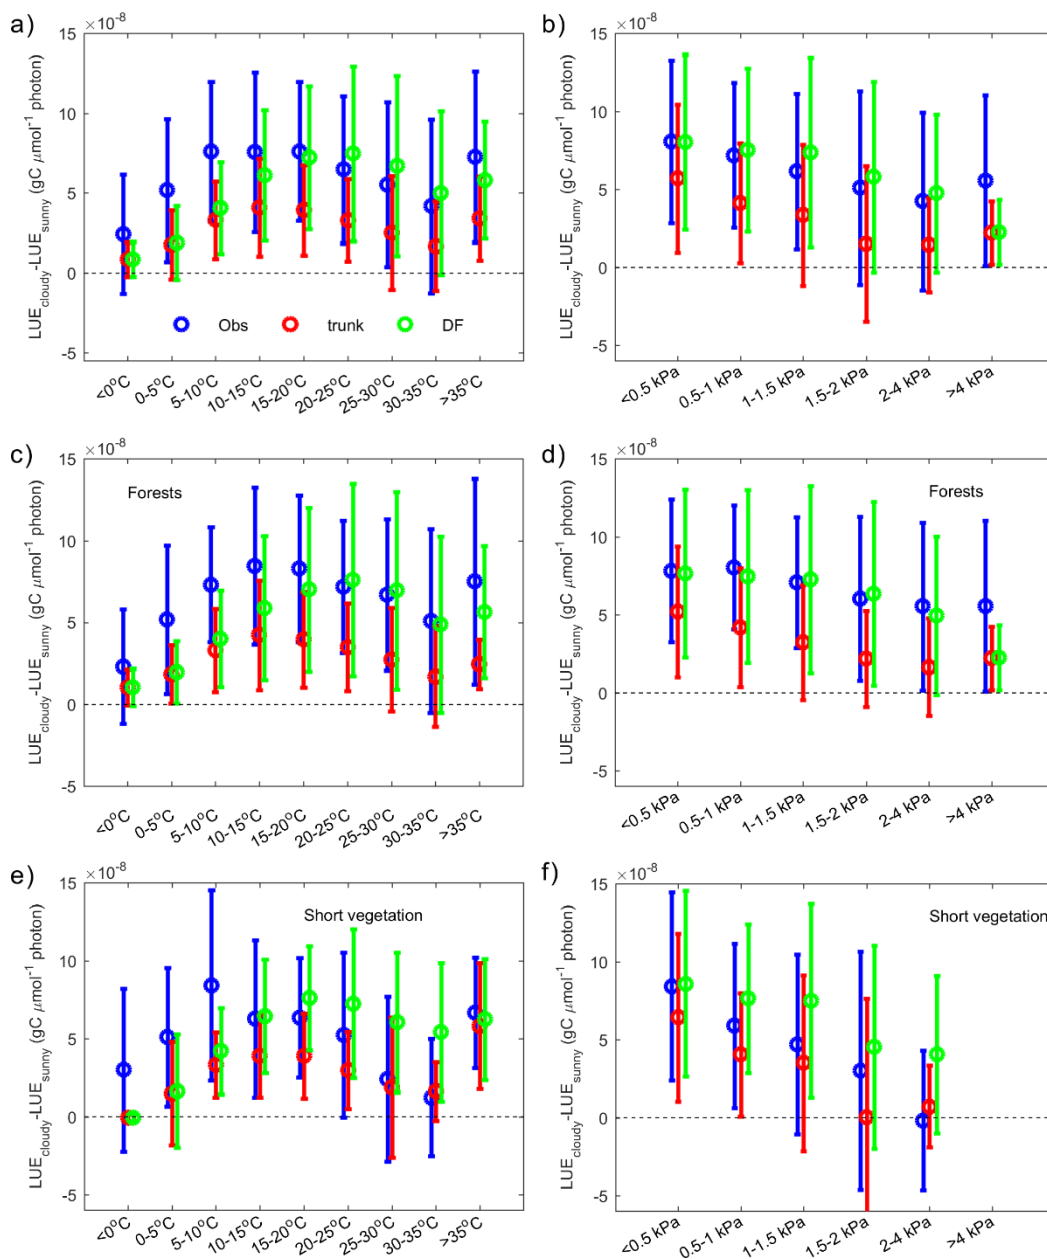 a)
×10⁻⁸
15
10
5
0
-5
LUEcloudy-LUEsunny (gC μmol⁻¹ photon)
Obs trunk DF
<0°C 0-5°C 5-10°C 10-15°C 15-20°C 20-25°C 25-30°C 30-35°C >35°C
b)
×10⁻⁸
15
10
5
0
-5
LUEcloudy-LUEsunny (gC μmol⁻¹ photon)
<0.5 kPa 0.5-1 kPa 1-1.5 kPa 1.5-2 kPa 2-4 kPa >4 kPa
c)
×10⁻⁸
Forests
15
10
5
0
-5
LUEcloudy-LUEsunny (gC μmol⁻¹ photon)
<0°C 0-5°C 5-10°C 10-15°C 15-20°C 20-25°C 25-30°C 30-35°C >35°C
d)
×10⁻⁸
Forests
15
10
5
0
-5
LUEcloudy-LUEsunny (gC μmol⁻¹ photon)
<0.5 kPa 0.5-1 kPa 1-1.5 kPa 1.5-2 kPa 2-4 kPa >4 kPa
e)
×10⁻⁸
Short vegetation
15
10
5
0
-5
LUEcloudy-LUEsunny (gC μmol⁻¹ photon)
<0°C 0-5°C 5-10°C 10-15°C 15-20°C 20-25°C 25-30°C 30-35°C >35°C
f)
×10⁻⁸
Short vegetation
15
10
5
0
-5
LUEcloudy-LUEsunny (gC μmol⁻¹ photon)
<0.5 kPa 0.5-1 kPa 1-1.5 kPa 1.5-2 kPa 2-4 kPa >4 kPa